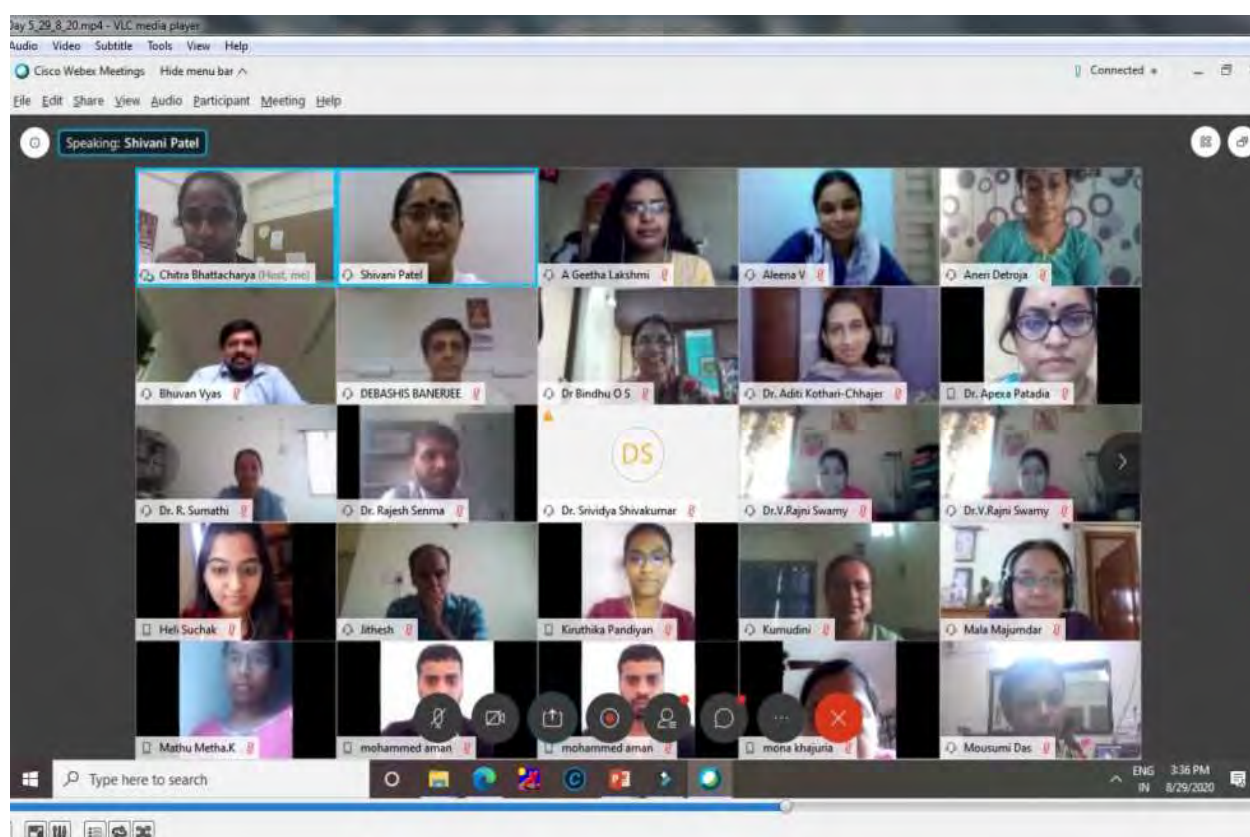 ay 5_29_8_20.mp4 - VLC media player
Audio Video Subtitle Tools View Help
Cisco Webex Meetings Hide menu bar
Connected
File Edit Share View Audio Participant Meeting Help
Speaking: Shivani Patel
Chitra Bhattacharya (Host, me) Shivani Patel A Geetha Lakshmi Aleena V Aneri Detroja
Bhuvan Vyas DEBASHIS BANERJEE Dr Bindhu O S Dr. Aditi Kothari-Chhajer Dr. Apexa Patadia
DS
Dr. R. Sumathi Dr. Rajesh Senma Dr. Srividya Shivakumar Dr.V.Rajni Swamy Dr.V.Rajni Swamy
Heli Suchak Jithesh Kiruthika Pandiyan Kumudini Mala Majumdar
Mathu Metha.K mohammed aman mohammed aman mona khajuria Mousumi Das
Type here to search
ENG 3:36 PM
IN 8/29/2020